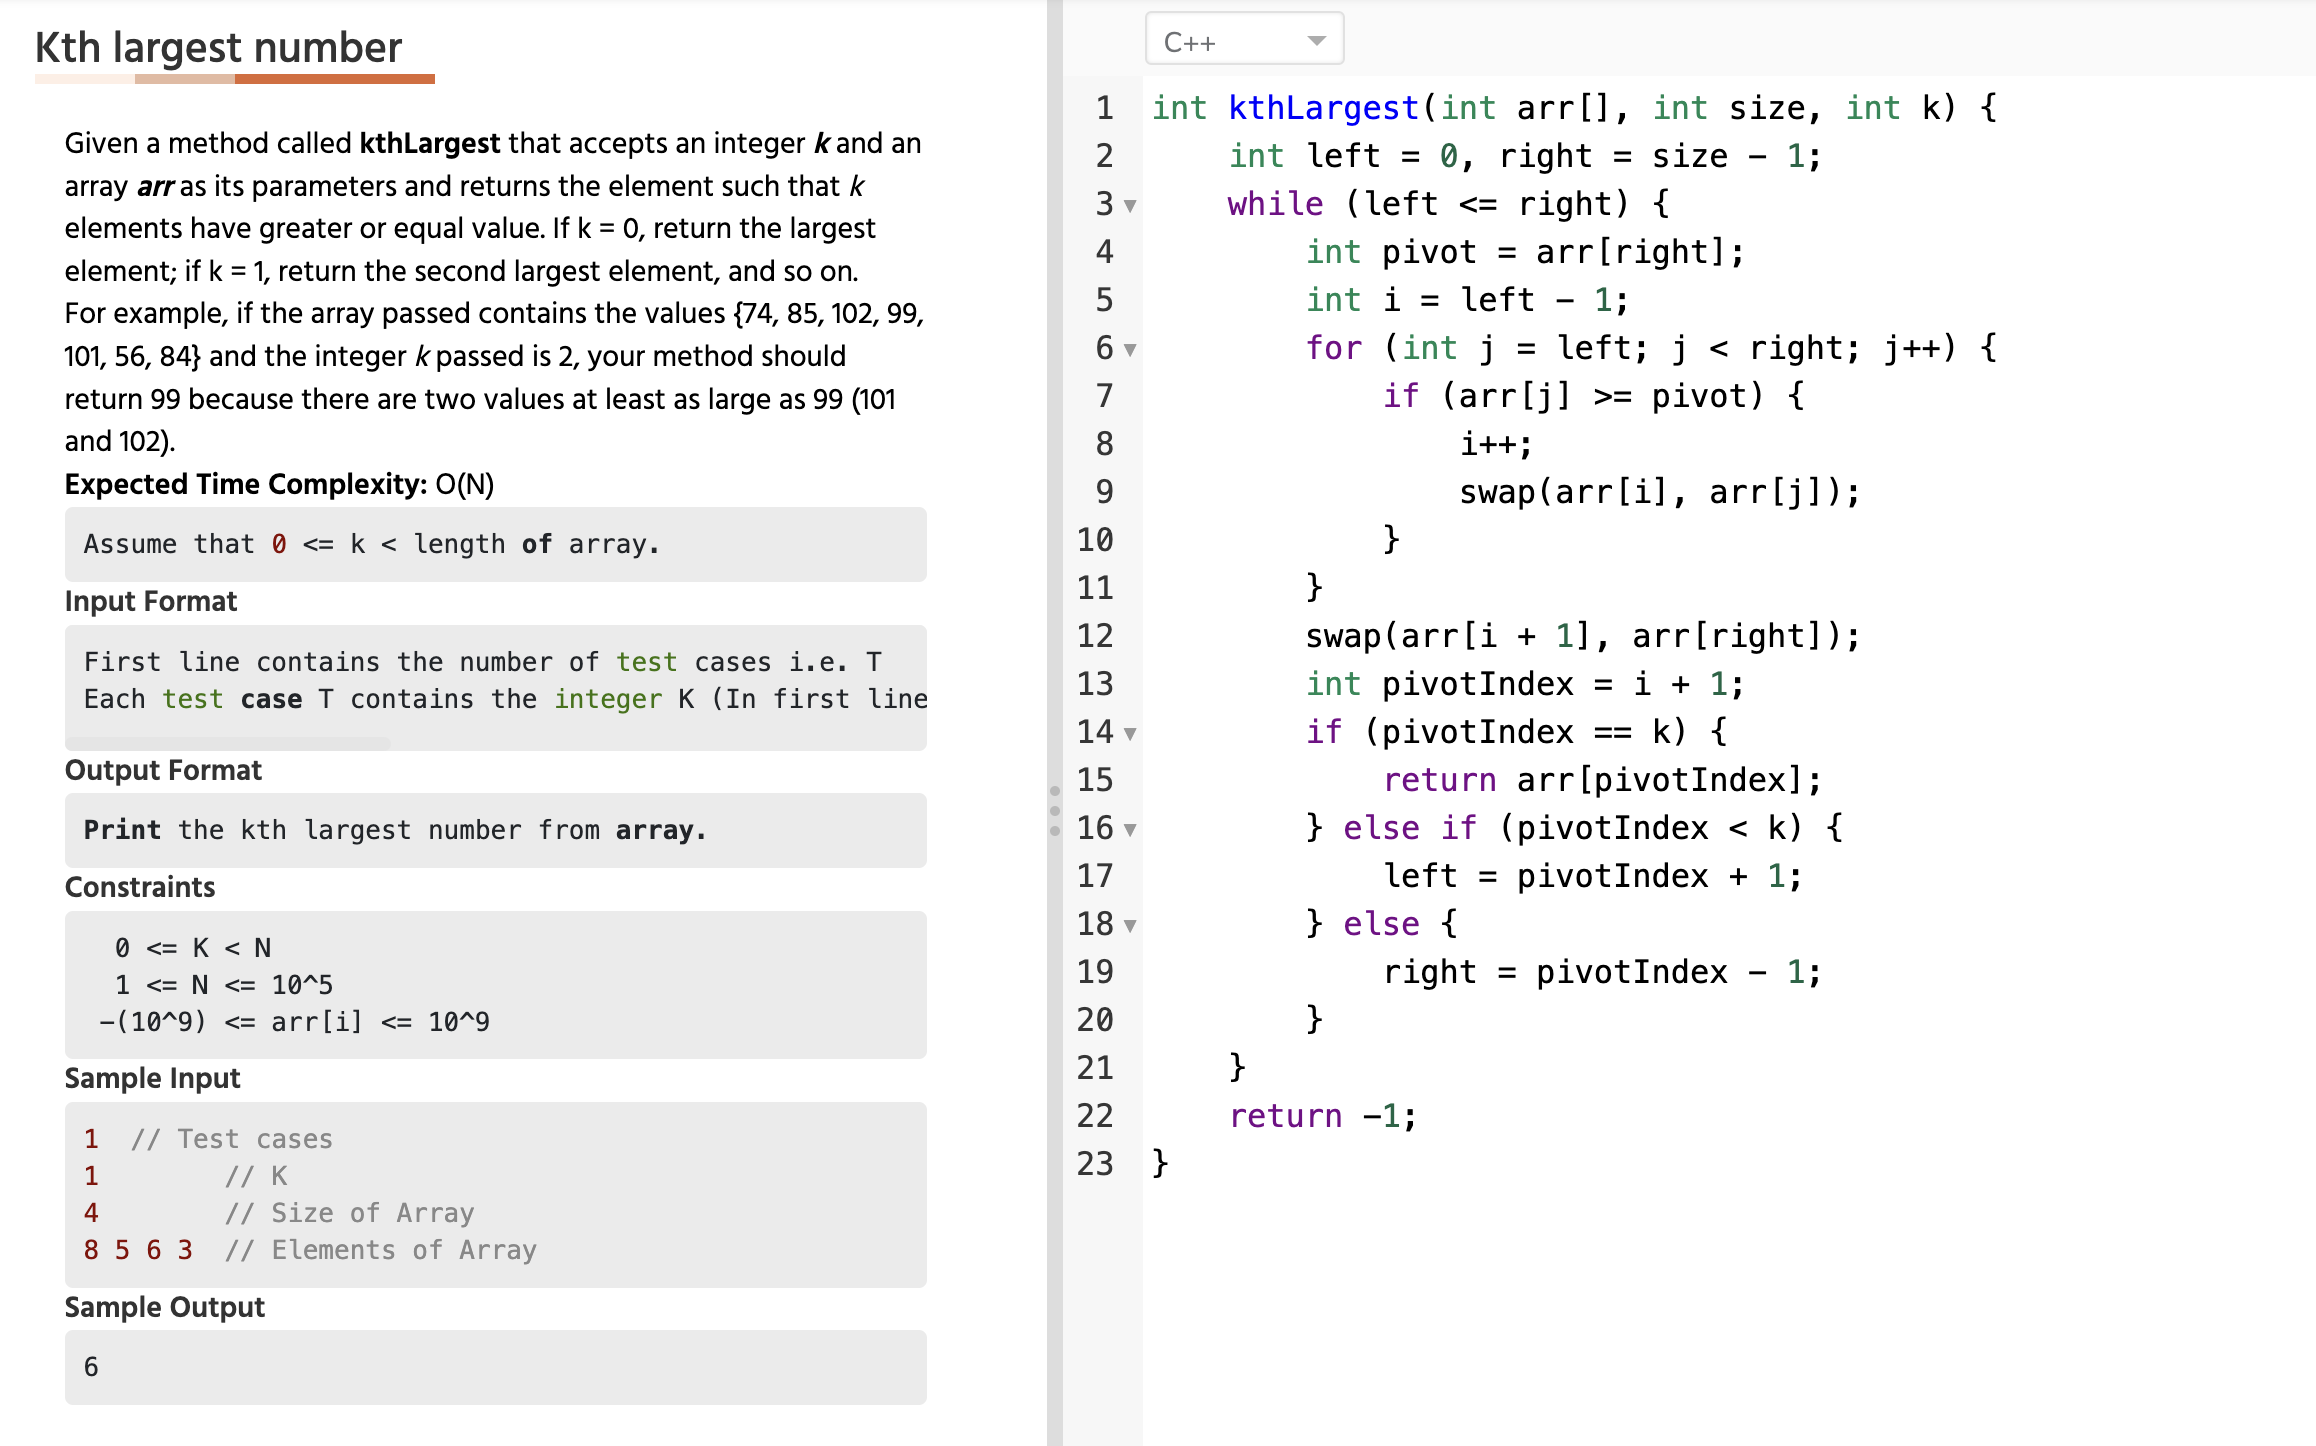 Kth largest number
Given a method called kthLargest that accepts an integer k and an
array arr as its parameters and returns the element such that k
elements have greater or equal value. If k = 0, return the largest
element; if k = 1, return the second largest element, and so on.
For example, if the array passed contains the values {74, 85, 102, 99,
101, 56, 84} and the integer k passed is 2, your method should
return 99 because there are two values at least as large as 99 (101
and 102).
Expected Time Complexity: O(N)
Assume that 0 <= k < length of array.
Input Format
First line contains the number of test cases i.e. T
Each test case T contains the integer K (In first line
Output Format
Print the kth largest number from array.
Constraints
0 <= K < N
1 <= N <= 10^5
-(10^9) <= arr[i] <= 10^9
Sample Input
1 // Test cases
1 // K
4 // Size of Array
8 5 6 3 // Elements of Array
Sample Output
6
C++
1 int kthLargest(int arr[], int size, int k) {
2 int left = 0, right = size - 1;
3 while (left <= right) {
4 int pivot = arr[right];
5 int i = left - 1;
6 for (int j = left; j < right; j++) {
7 if (arr[j] >= pivot) {
8 i++;
9 swap(arr[i], arr[j]);
10 }
11 }
12 swap(arr[i + 1], arr[right]);
13 int pivotIndex = i + 1;
14 if (pivotIndex == k) {
15 return arr[pivotIndex];
16 } else if (pivotIndex < k) {
17 left = pivotIndex + 1;
18 } else {
19 right = pivotIndex - 1;
20 }
21 }
22 return -1;
23 }